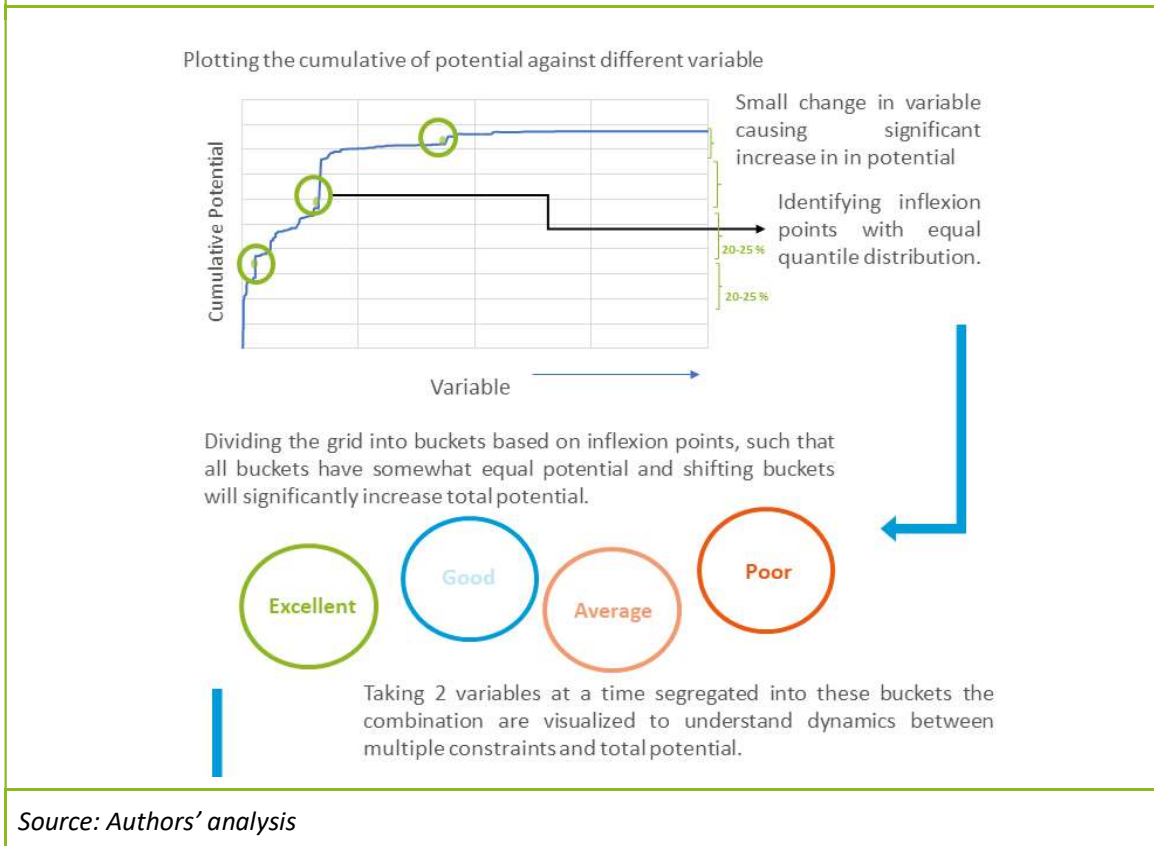 Plotting the cumulative of potential against different variable
Cumulative Potential
Small change in variable
causing significant
increase in in potential
Identifying inflexion
points with equal
quantile distribution.
20-25 %
20-25 %
Variable
Dividing the grid into buckets based on inflexion points, such that
all buckets have somewhat equal potential and shifting buckets
will significantly increase total potential.
Excellent
Good
Average
Poor
Taking 2 variables at a time segregated into these buckets the
combination are visualized to understand dynamics between
multiple constraints and total potential.
Source: Authors’ analysis